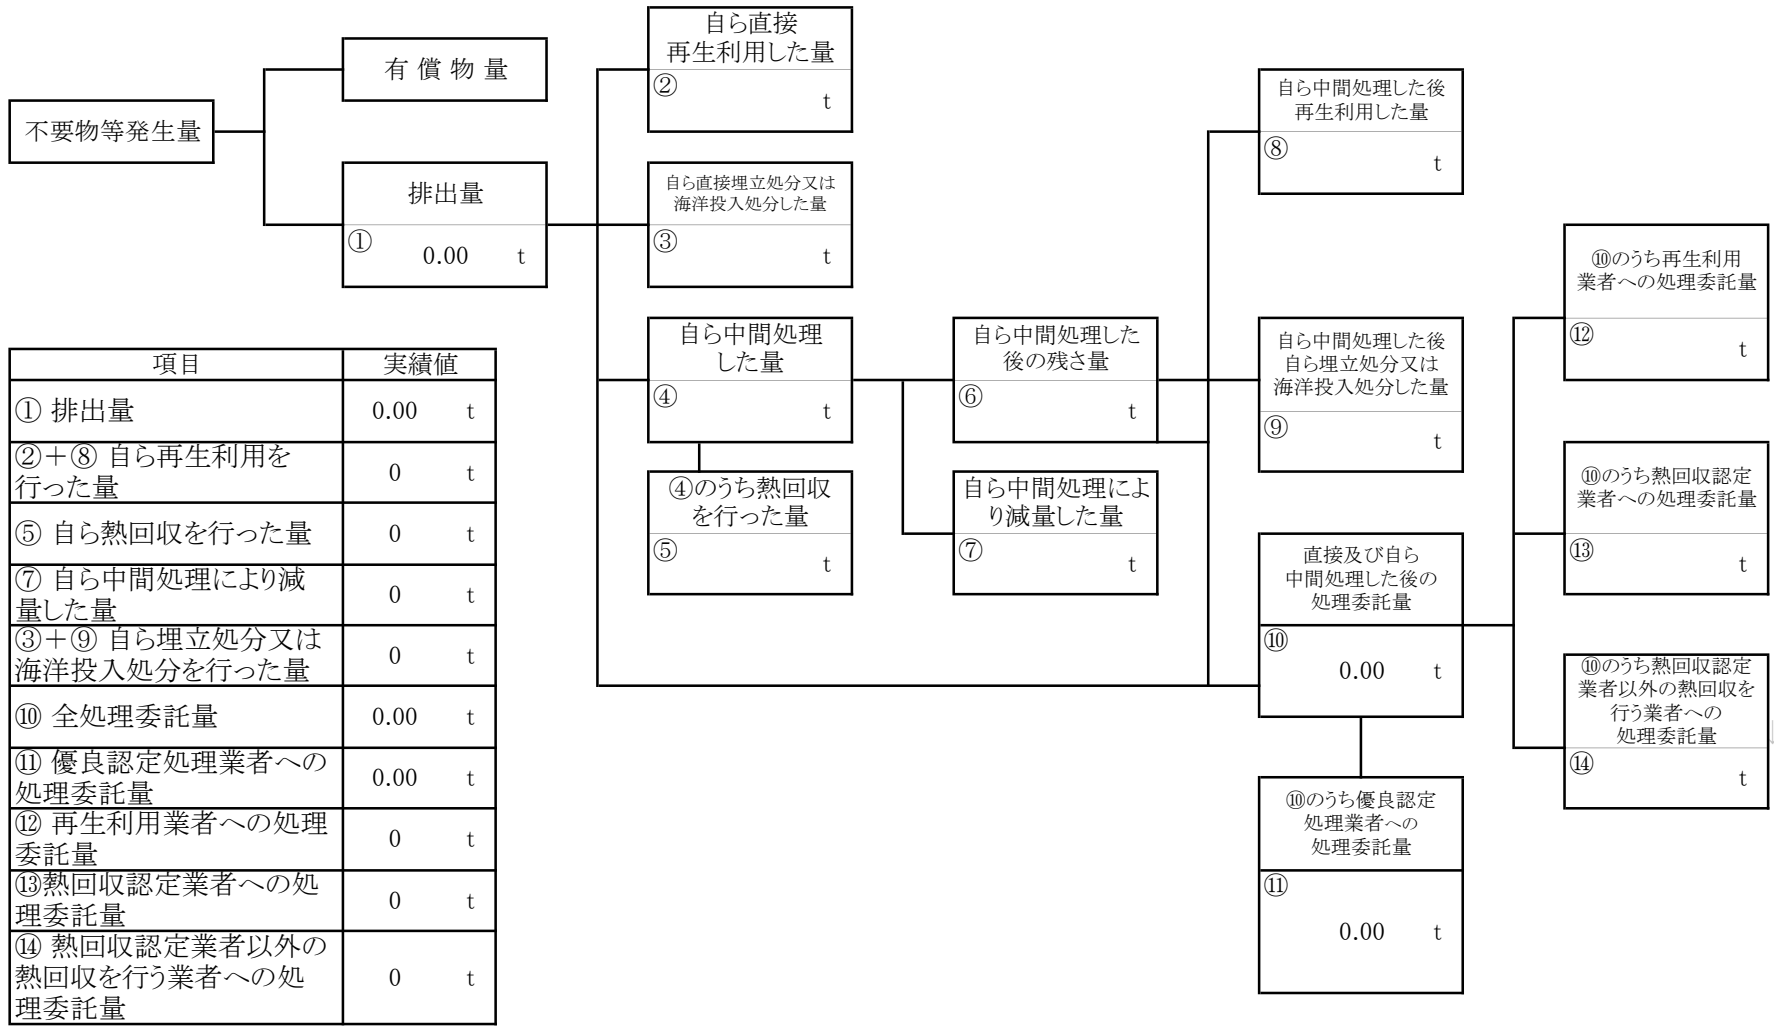 不要物等発生量
有 償 物 量
排出量
① 0.00 t
自ら直接
再生利用した量
② t
自ら直接埋立処分又は
海洋投入処分した量
③ t
自ら中間処理
した量
④ t
④のうち熱回収
を行った量
⑤ t
自ら中間処理した
後の残さ量
⑥ t
自ら中間処理によ
り減量した量
⑦ t
自ら中間処理した後
再生利用した量
⑧ t
自ら中間処理した後
自ら埋立処分又は
海洋投入処分した量
⑨ t
直接及び自ら
中間処理した後の
処理委託量
⑩ 0.00 t
⑩のうち優良認定
処理業者への
処理委託量
⑪ 0.00 t
⑩のうち再生利用
業者への処理委託量
⑫ t
⑩のうち熱回収認定
業者への処理委託量
⑬ t
⑩のうち熱回収認定
業者以外の熱回収を
行う業者への
処理委託量
⑭ t
項目 実績値
① 排出量 0.00 t
②+⑧ 自ら再生利用を
行った量 0 t
⑤ 自ら熱回収を行った量 0 t
⑦ 自ら中間処理により減
量した量 0 t
③+⑨ 自ら埋立処分又は
海洋投入処分を行った量 0 t
⑩ 全処理委託量 0.00 t
⑪ 優良認定処理業者への
処理委託量 0.00 t
⑫ 再生利用業者への処理
委託量 0 t
⑬熱回収認定業者への処
理委託量 0 t
⑭ 熱回収認定業者以外の
熱回収を行う業者への処
理委託量 0 t